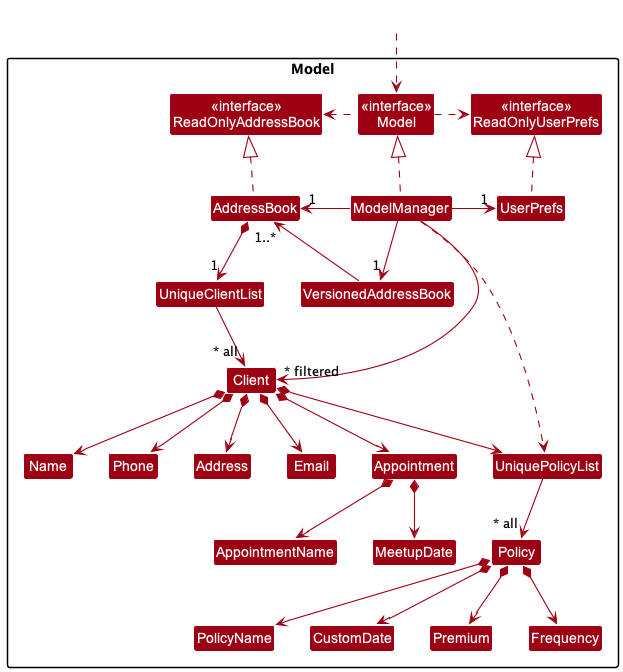 Model
«interface»
ReadOnlyAddressBook
«interface»
Model
«interface»
ReadOnlyUserPrefs
AddressBook
1
ModelManager
1
UserPrefs
1..*
1
1
UniqueClientList
VersionedAddressBook
* all
* filtered
Client
Name
Phone
Address
Email
Appointment
UniquePolicyList
* all
AppointmentName
MeetupDate
Policy
PolicyName
CustomDate
Premium
Frequency